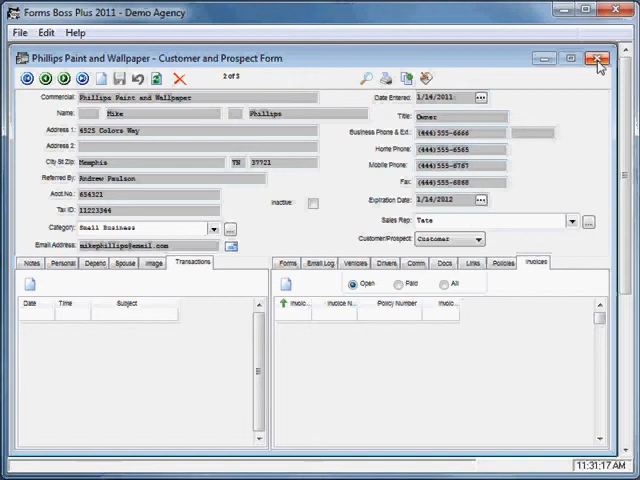 Forms Boss Plus 2011 - Demo Agency
File Edit Help
Phillips Paint and Wallpaper - Customer and Prospect Form
2 of 5
Commercial: Phillips Paint and Wallpaper Date Entered: 1/14/2011
Name: Mike Phillips Title: Owner
Address 1: 4525 Colors Way Business Phone & Ext.: (444)555-6666
Address 2: Home Phone: (444)555-6565
City St Zip: Memphis TN 37721 Mobile Phone: (444)555-6767
Referred By: Andrew Paulson Fax: (444)555-6868
Acct.No.: 654321 Inactive: Expiration Date: 1/14/2012
Tax ID: 11223344
Category: Small Business Sales Rep: Tate
Email Address: mikephillips@email.com Customer/Prospect: Customer
Notes Personal Depend Spouse Image Transactions Forms Email Log Vehicles Drivers Comm Docs Links Policies Invoices
Open Paid All
Date Time Subject Invoic... Invoice N... Policy Number Invoic...
11:31:17 AM